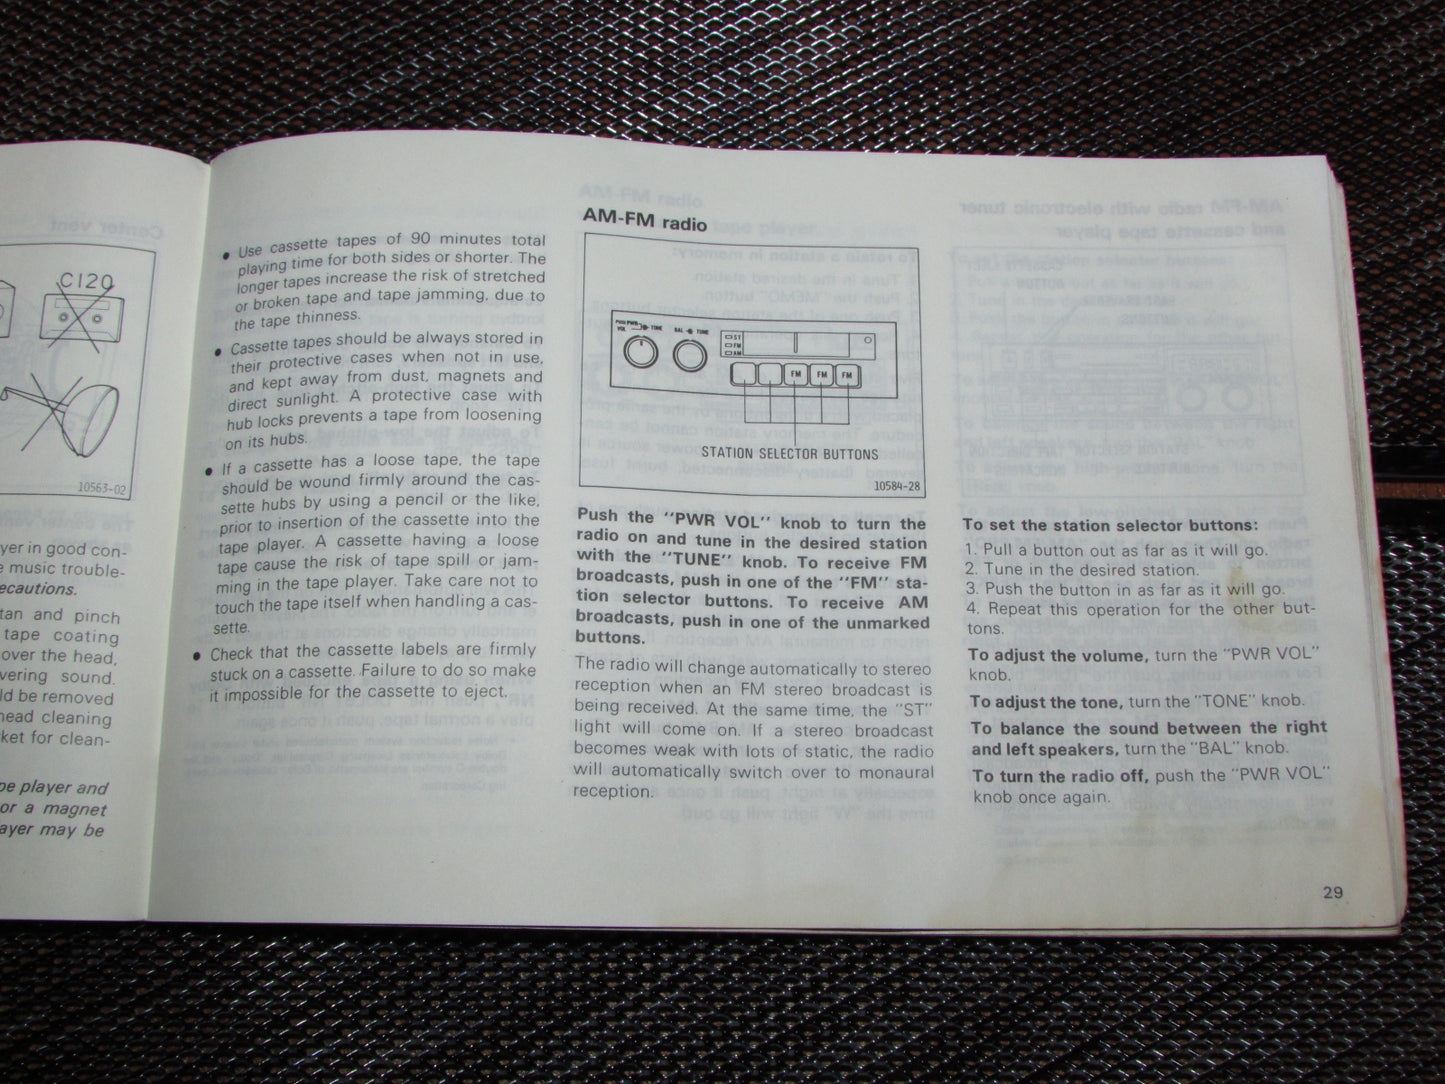 C120
10563-02
yer in good con-
e music trouble-
ecautions.
tan and pinch
tape coating
over the head,
vering sound.
ld be removed
head cleaning
ket for clean-
pe player and
or a magnet
ayer may be
• Use cassette tapes of 90 minutes total
playing time for both sides or shorter. The
longer tapes increase the risk of stretched
or broken tape and tape jamming, due to
the tape thinness.
• Cassette tapes should be always stored in
their protective cases when not in use,
and kept away from dust, magnets and
direct sunlight. A protective case with
hub locks prevents a tape from loosening
on its hubs.
• If a cassette has a loose tape, the tape
should be wound firmly around the cas-
sette hubs by using a pencil or the like,
prior to insertion of the cassette into the
tape player. A cassette having a loose
tape cause the risk of tape spill or jam-
ming in the tape player. Take care not to
touch the tape itself when handling a cas-
sette.
• Check that the cassette labels are firmly
stuck on a cassette. Failure to do so make
it impossible for the cassette to eject.
AM-FM radio
PUSH PWR
VOL TONE BAL TUNE
ST
FM
AM
FM FM FM
STATION SELECTOR BUTTONS
10584-28
Push the "PWR VOL" knob to turn the
radio on and tune in the desired station
with the "TUNE" knob. To receive FM
broadcasts, push in one of the "FM" sta-
tion selector buttons. To receive AM
broadcasts, push in one of the unmarked
buttons.
The radio will change automatically to stereo
reception when an FM stereo broadcast is
being received. At the same time, the "ST"
light will come on. If a stereo broadcast
becomes weak with lots of static, the radio
will automatically switch over to monaural
reception.
To set the station selector buttons:
1. Pull a button out as far as it will go.
2. Tune in the desired station.
3. Push the button in as far as it will go.
4. Repeat this operation for the other but-
tons.
To adjust the volume, turn the "PWR VOL"
knob.
To adjust the tone, turn the "TONE" knob.
To balance the sound between the right
and left speakers, turn the "BAL" knob.
To turn the radio off, push the "PWR VOL"
knob once again.
29